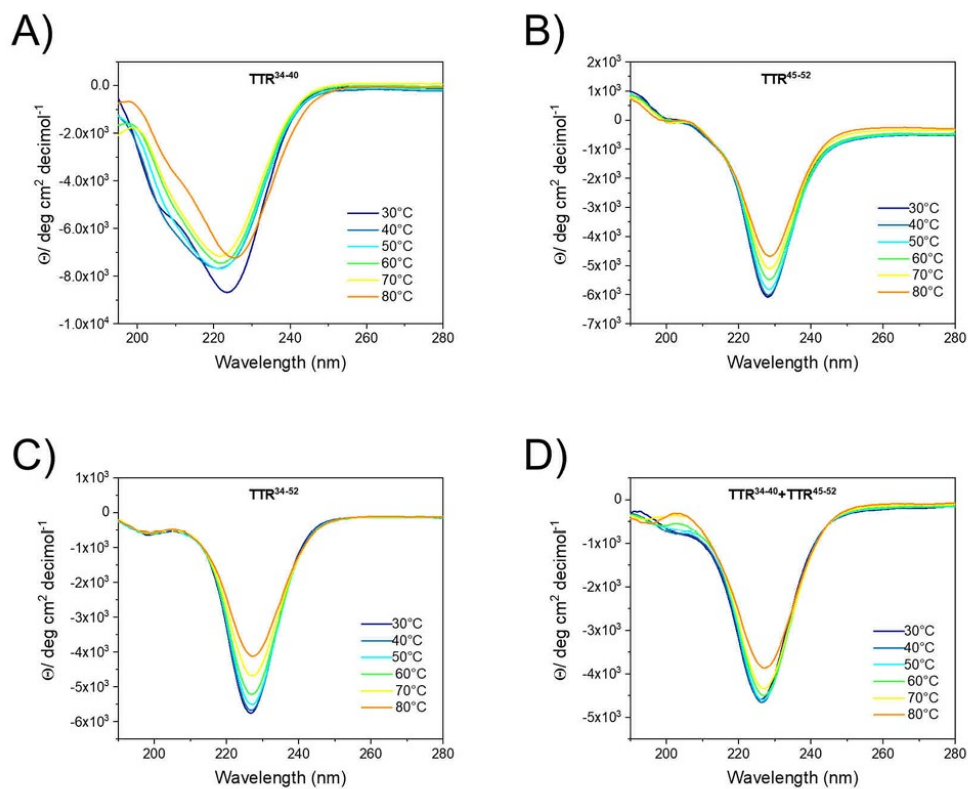 A)
TTR³⁴⁻⁴⁰
0.0
-2.0x10³
-4.0x10³
-6.0x10³
-8.0x10³
-1.0x10⁴
Θ/ deg cm² decimol⁻¹
30°C
40°C
50°C
60°C
70°C
80°C
200 220 240 260 280
Wavelength (nm)
B)
TTR⁴⁵⁻⁵²
2x10³
1x10³
0
-1x10³
-2x10³
-3x10³
-4x10³
-5x10³
-6x10³
-7x10³
Θ/ deg cm² decimol⁻¹
30°C
40°C
50°C
60°C
70°C
80°C
200 220 240 260 280
Wavelength (nm)
C)
TTR³⁴⁻⁵²
1x10³
0
-1x10³
-2x10³
-3x10³
-4x10³
-5x10³
-6x10³
Θ/ deg cm² decimol⁻¹
30°C
40°C
50°C
60°C
70°C
80°C
200 220 240 260 280
Wavelength (nm)
D)
TTR³⁴⁻⁴⁰+TTR⁴⁵⁻⁵²
0
-1x10³
-2x10³
-3x10³
-4x10³
-5x10³
Θ/ deg cm² decimol⁻¹
30°C
40°C
50°C
60°C
70°C
80°C
200 220 240 260 280
Wavelength (nm)